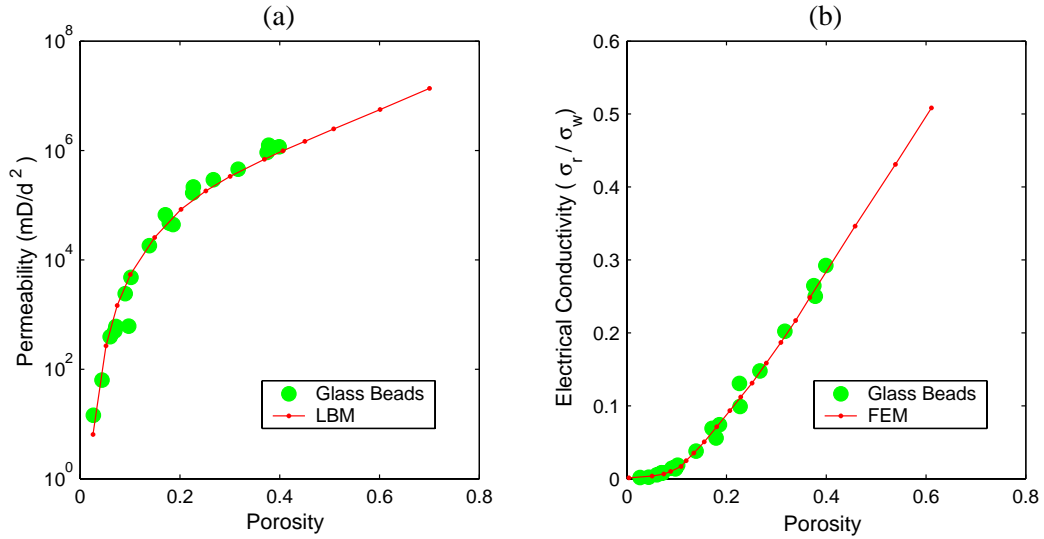 (a)
10^8
10^6
10^4
10^2
10^0
0
0.2
0.4
0.6
0.8
Permeability (mD/d^2)
Porosity
Glass Beads
LBM
(b)
0.6
0.5
0.4
0.3
0.2
0.1
0
0
0.2
0.4
0.6
0.8
Electrical Conductivity ( σ_r / σ_w)
Porosity
Glass Beads
FEM